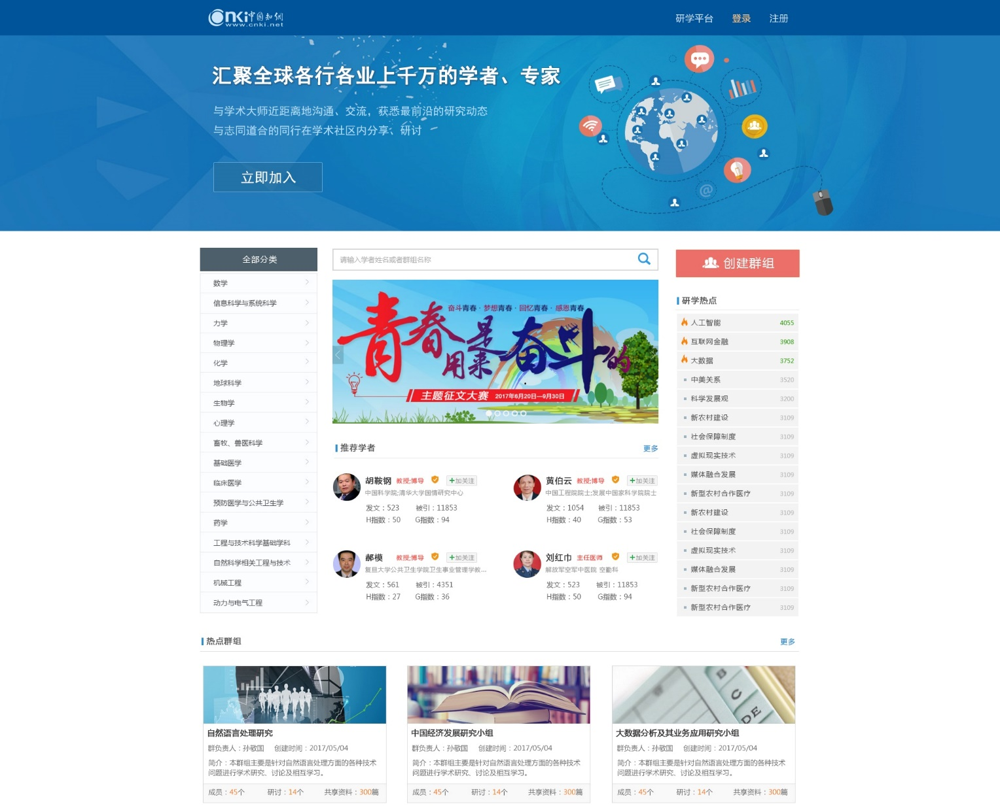 Cnki中国知网
www.cnki.net
研学平台 登录 注册
汇聚全球各行各业上千万的学者、专家
与学术大师近距离地沟通、交流，获悉最前沿的研究动态
与志同道合的同行在学术社区内分享、研讨
立即加入
全部分类
数学
信息科学与系统科学
力学
物理学
化学
地球科学
生物学
心理学
畜牧、兽医科学
基础医学
临床医学
预防医学与公共卫生学
药学
工程与技术科学基础学科
自然科学相关工程与技术
机械工程
动力与电气工程
请输入学者姓名或者群组名称
奋斗青春·梦想青春·回忆青春·感恩青春
青春是用来奋斗的
主题征文大赛 2017年6月20日—9月30日
推荐学者 更多
胡鞍钢 教授;博导 +加关注
中国科学院;清华大学国情研究中心
发文：523 被引：11853
H指数：50 G指数：94
黄伯云 教授;博导 +加关注
中国工程院院士;发展中国家科学院院士
发文：1054 被引：11853
H指数：40 G指数：53
郝模 教授;博导 +加关注
复旦大学公共卫生学院卫生事业管理学教...
发文：561 被引：4351
H指数：27 G指数：36
刘红巾 主任医师 +加关注
解放军空军中医院 空勤科
发文：523 被引：11853
H指数：50 G指数：94
创建群组
研学热点
人工智能 4055
互联网金融 3908
大数据 3752
中美关系 3520
科学发展观 3200
新农村建设 3109
社会保障制度 3109
虚拟现实技术 3109
媒体融合发展 3109
新型农村合作医疗 3109
新农村建设 3109
社会保障制度 3109
虚拟现实技术 3109
媒体融合发展 3109
新型农村合作医疗 3109
新型农村合作医疗 3109
热点群组 更多
自然语言处理研究
群负责人：孙敬国 创建时间：2017/05/04
简介：本群组主要是针对自然语言处理方面的各种技术
问题进行学术研究、讨论及相互学习。
成员：45个 研讨：14个 共享资料：300篇
中国经济发展研究小组
群负责人：孙敬国 创建时间：2017/05/04
简介：本群组主要是针对自然语言处理方面的各种技术
问题进行学术研究、讨论及相互学习。
成员：45个 研讨：14个 共享资料：300篇
B
C
DE
大数据分析及其业务应用研究小组
群负责人：孙敬国 创建时间：2017/05/04
简介：本群组主要是针对自然语言处理方面的各种技术
问题进行学术研究、讨论及相互学习。
成员：45个 研讨：14个 共享资料：300篇